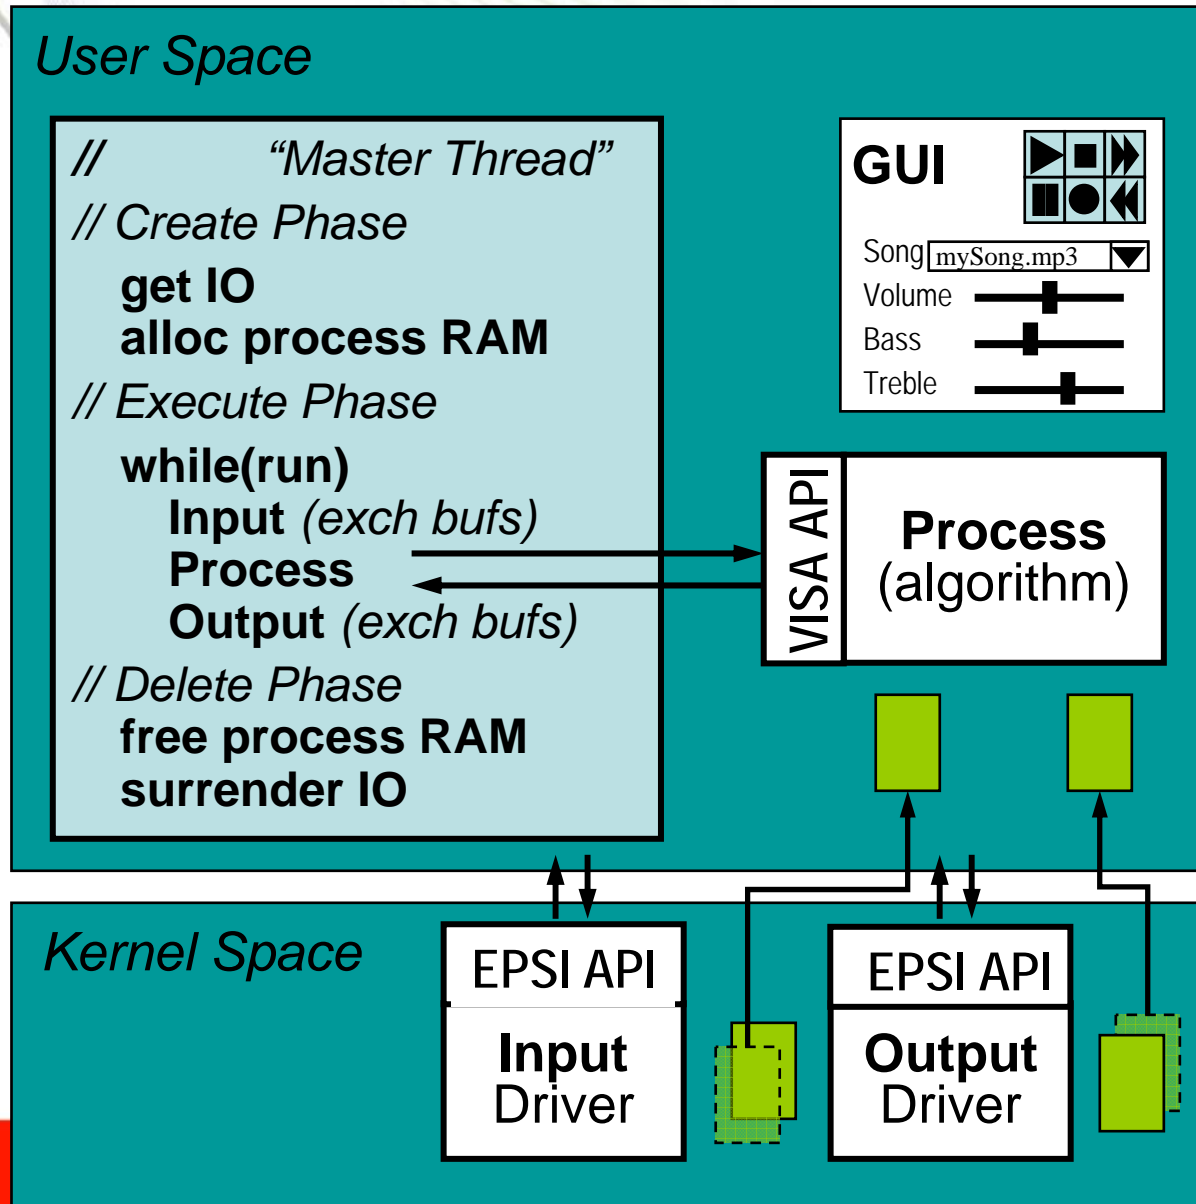 User Space
// “Master Thread”
// Create Phase
get IO
alloc process RAM
// Execute Phase
while(run)
Input (exch bufs)
Process
Output (exch bufs)
// Delete Phase
free process RAM
surrender IO
GUI
Song mySong.mp3
Volume
Bass
Treble
VISA API
Process
(algorithm)
Kernel Space
EPSI API
Input
Driver
EPSI API
Output
Driver